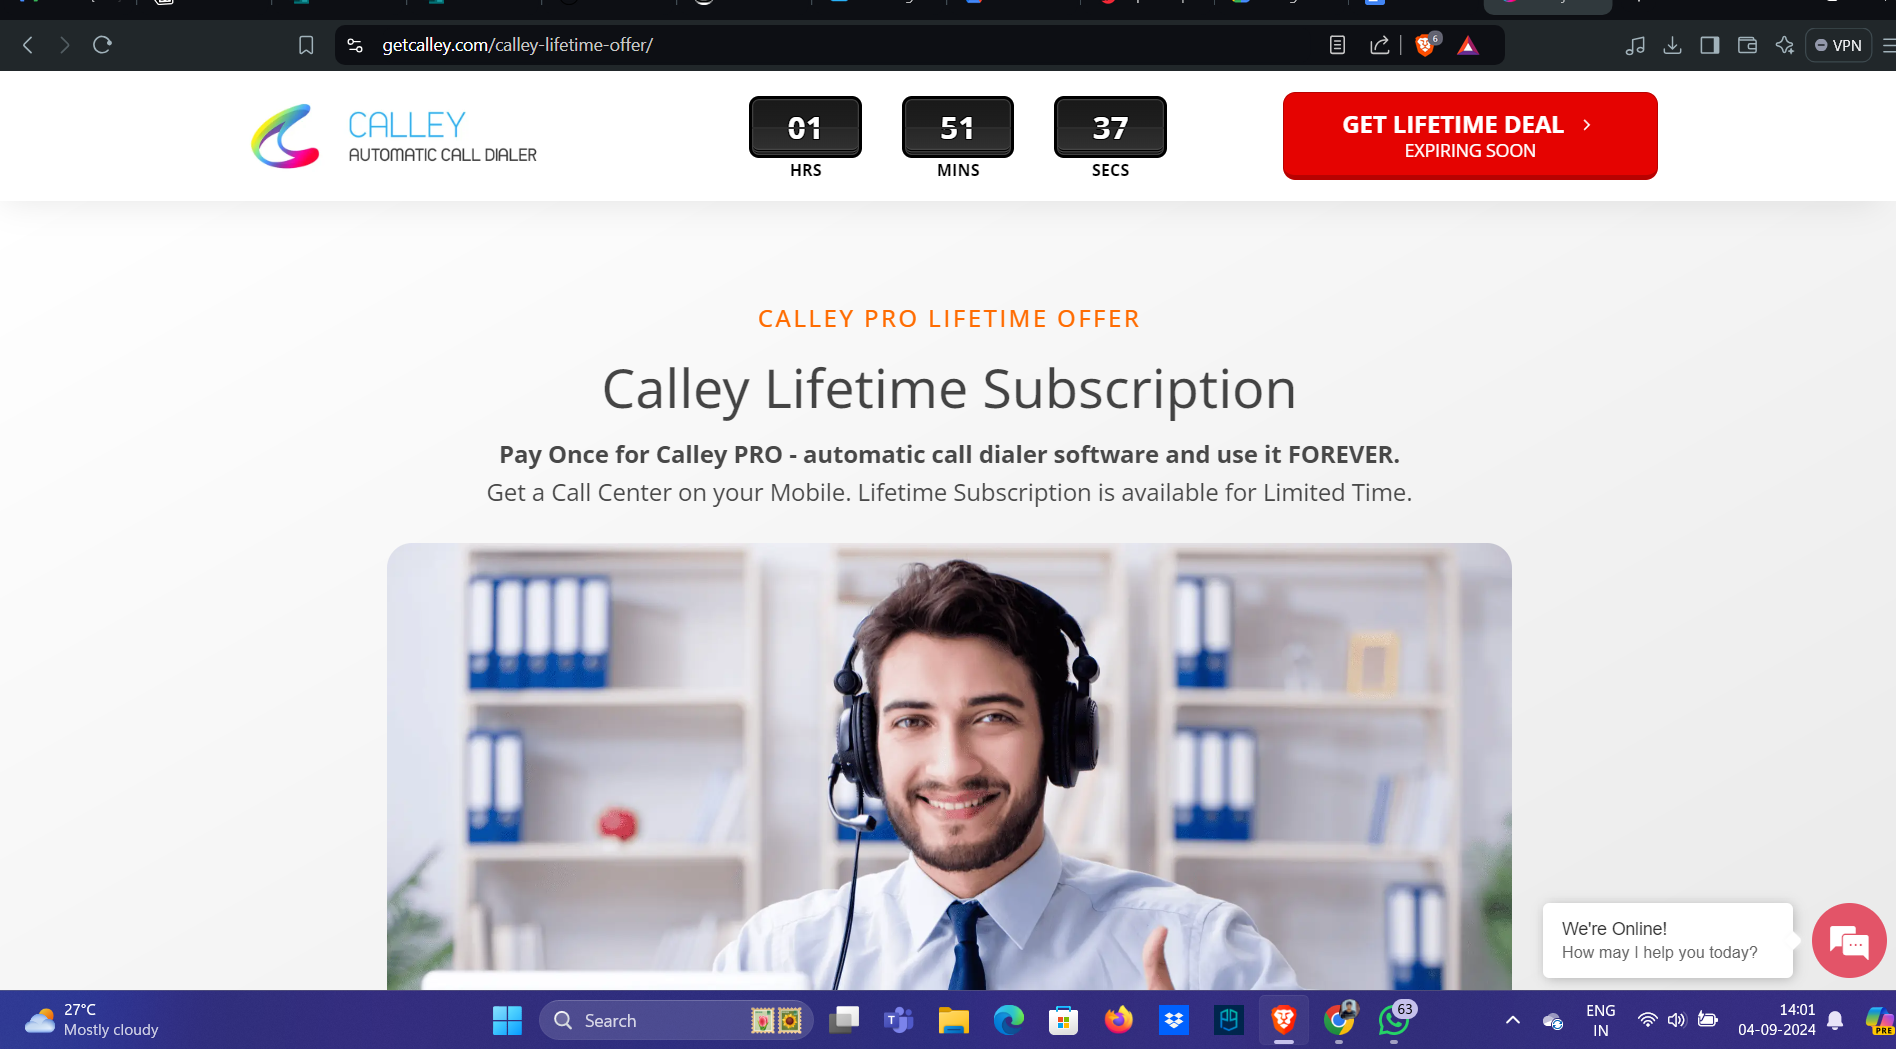 getcalley.com/calley-lifetime-offer/
6
VPN
CALLEY
AUTOMATIC CALL DIALER
01
HRS
51
MINS
37
SECS
GET LIFETIME DEAL
EXPIRING SOON
CALLEY PRO LIFETIME OFFER
Calley Lifetime Subscription
Pay Once for Calley PRO - automatic call dialer software and use it FOREVER.
Get a Call Center on your Mobile. Lifetime Subscription is available for Limited Time.
We're Online!
How may I help you today?
27°C
Mostly cloudy
Search
63
ENG
IN
14:01
04-09-2024
PRE